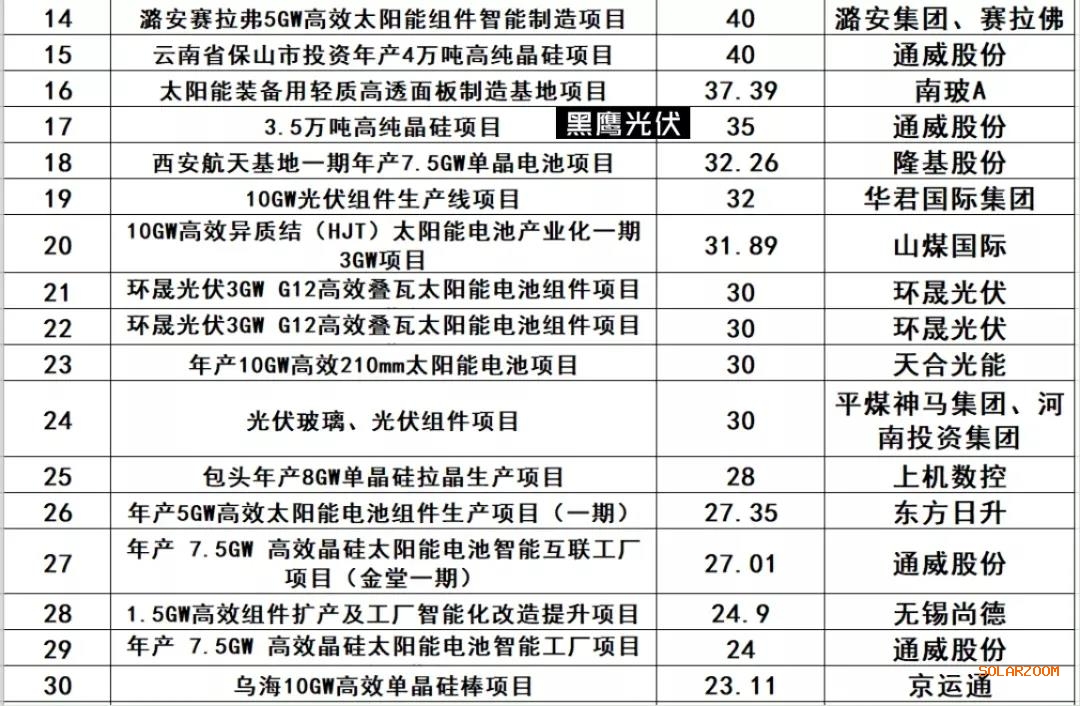 14 潞安赛拉弗5GW高效太阳能组件智能制造项目 40 潞安集团、赛拉佛
15 云南省保山市投资年产4万吨高纯晶硅项目 40 通威股份
16 太阳能装备用轻质高透面板制造基地项目 37.39 南玻A
17 3.5万吨高纯晶硅项目 黑鹰光伏 35 通威股份
18 西安航天基地一期年产7.5GW单晶电池项目 32.26 隆基股份
19 10GW光伏组件生产线项目 32 华君国际集团
20 10GW高效异质结（HJT）太阳能电池产业化一期
3GW项目 31.89 山煤国际
21 环晟光伏3GW G12高效叠瓦太阳能电池组件项目 30 环晟光伏
22 环晟光伏3GW G12高效叠瓦太阳能电池组件项目 30 环晟光伏
23 年产10GW高效210mm太阳能电池项目 30 天合光能
24 光伏玻璃、光伏组件项目 30 平煤神马集团、河
南投资集团
25 包头年产8GW单晶硅拉晶生产项目 28 上机数控
26 年产5GW高效太阳能电池组件生产项目（一期） 27.35 东方日升
27 年产 7.5GW 高效晶硅太阳能电池智能互联工厂
项目（金堂一期） 27.01 通威股份
28 1.5GW高效组件扩产及工厂智能化改造提升项目 24.9 无锡尚德
29 年产 7.5GW 高效晶硅太阳能电池智能工厂项目 24 通威股份
30 乌海10GW高效单晶硅棒项目 23.11 京运通
SOLARZOOM